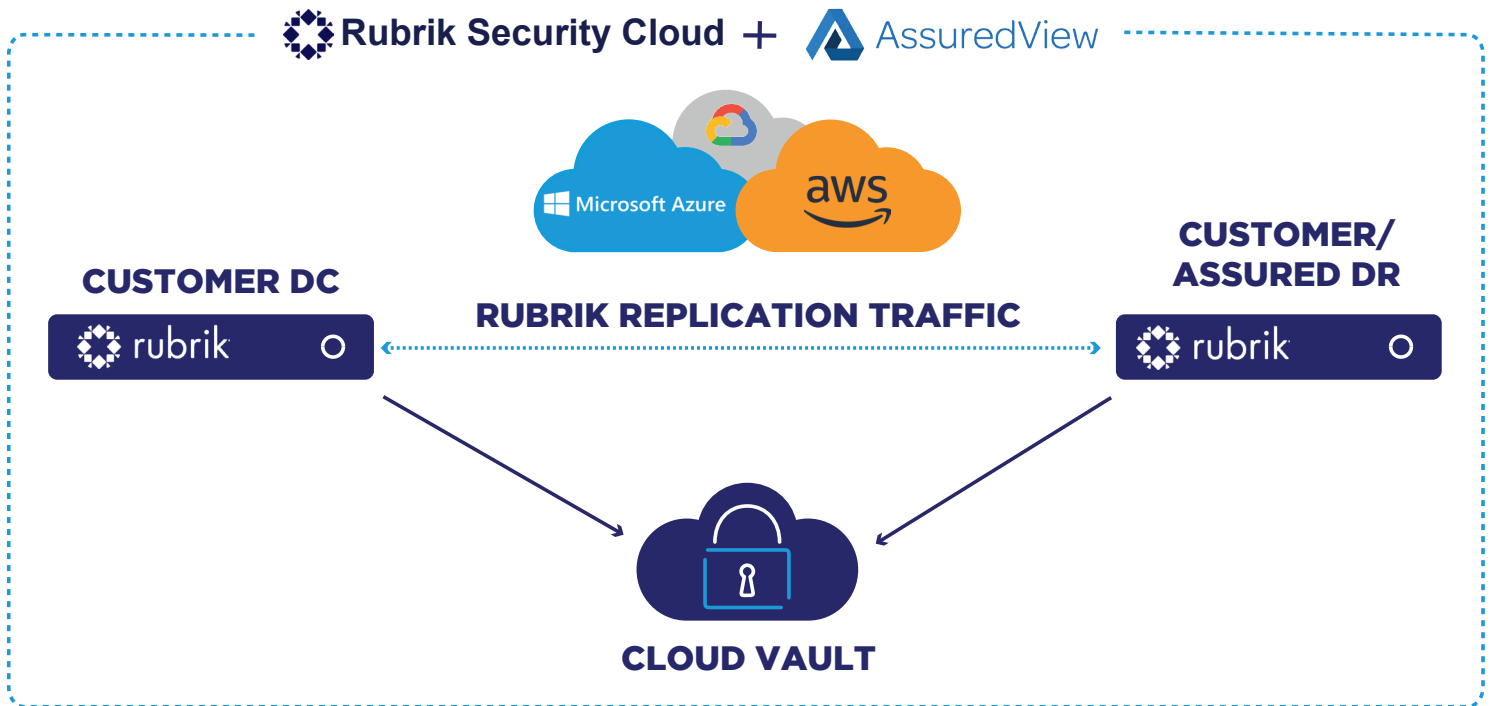 Rubrik Security Cloud + AssuredView
Microsoft Azure
aws
CUSTOMER DC
rubrik
RUBRIK REPLICATION TRAFFIC
CUSTOMER/
ASSURED DR
rubrik
CLOUD VAULT